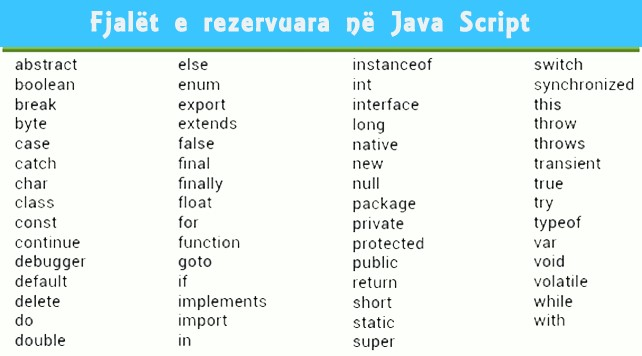 Fjalët e rezervuara në Java Script
abstract
boolean
break
byte
case
catch
char
class
const
continue
debugger
default
delete
do
double
else
enum
export
extends
false
final
finally
float
for
function
goto
if
implements
import
in
instanceof
int
interface
long
native
new
null
package
private
protected
public
return
short
static
super
switch
synchronized
this
throw
throws
transient
true
try
typeof
var
void
volatile
while
with